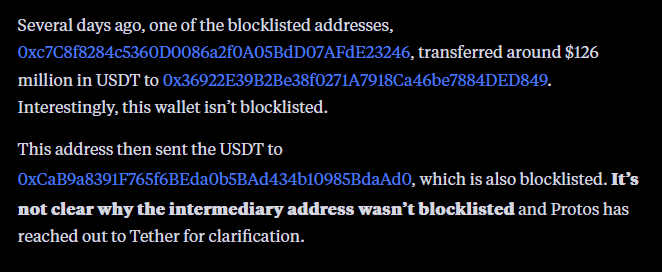 Several days ago, one of the blocklisted addresses,
0xc7C8f8284c5360D0086a2f0A05BdD07AFdE23246, transferred around $126
million in USDT to 0x36922E39B2Be38f0271A7918Ca46be7884DED849.
Interestingly, this wallet isn’t blocklisted.
This address then sent the USDT to
0xCaB9a8391F765f6BEda0b5BAd434b10985BdaAd0, which is also blocklisted. It’s
not clear why the intermediary address wasn’t blocklisted and Protos has
reached out to Tether for clarification.